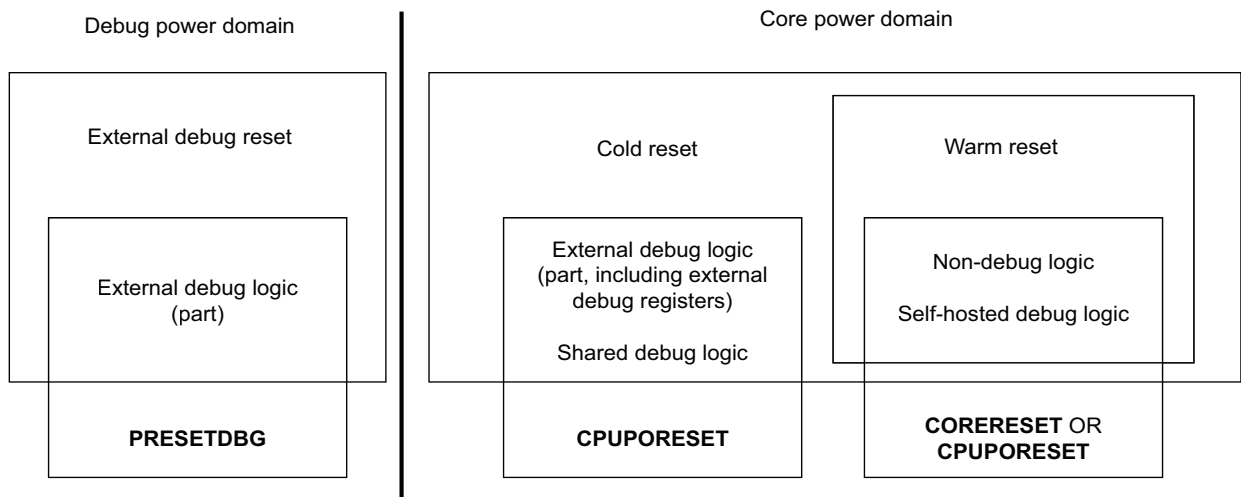 Debug power domain
Core power domain
External debug reset
Cold reset
Warm reset
External debug logic
(part)
External debug logic
(part, including external
debug registers)
Shared debug logic
Non-debug logic
Self-hosted debug logic
PRESETDBG
CPUPORESET
CORERESET OR
CPUPORESET